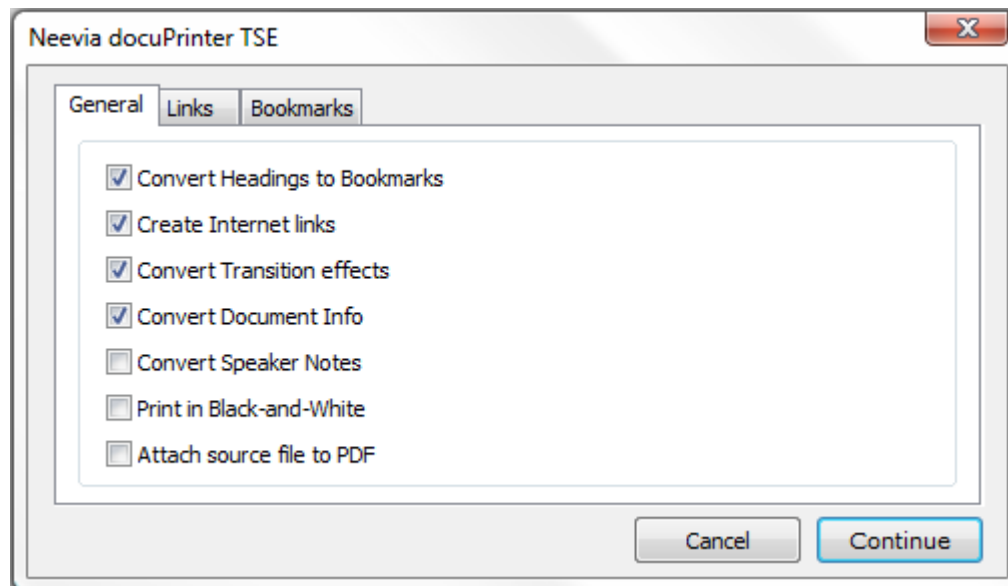 Neevia docuPrinter TSE
General Links Bookmarks
Convert Headings to Bookmarks
Create Internet links
Convert Transition effects
Convert Document Info
Convert Speaker Notes
Print in Black-and-White
Attach source file to PDF
Cancel Continue